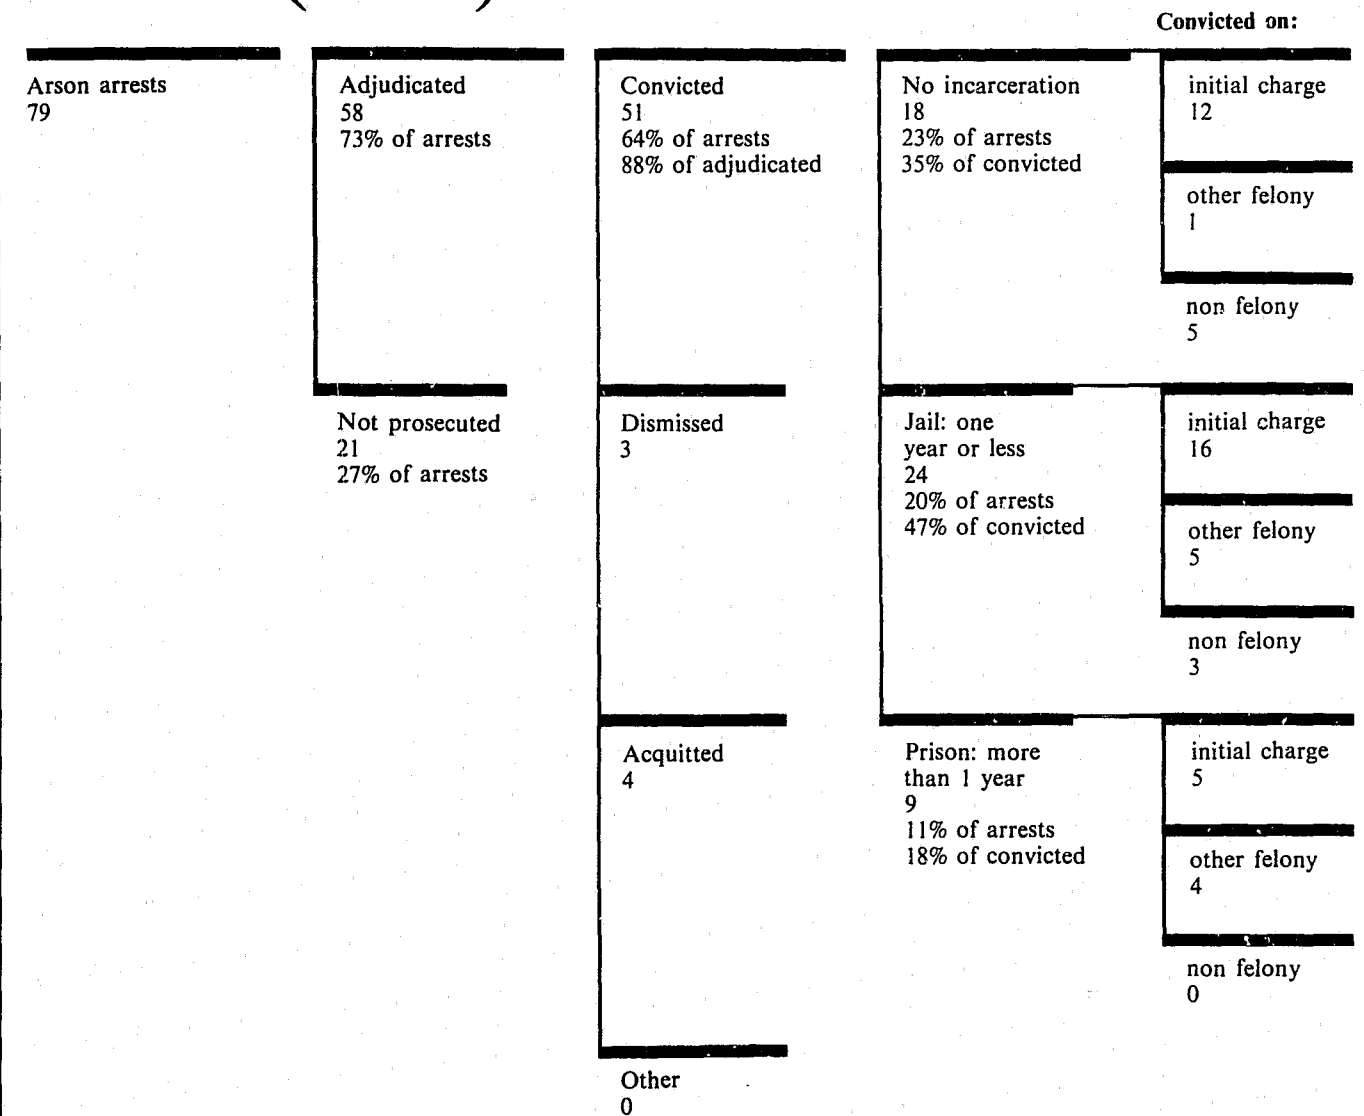 Convicted on:
Arson arrests
79
Adjudicated
58
73% of arrests
Not prosecuted
21
27% of arrests
Convicted
51
64% of arrests
88% of adjudicated
Dismissed
3
Acquitted
4
Other
0
No incarceration
18
23% of arrests
35% of convicted
initial charge
12
other felony
1
non felony
5
Jail: one
year or less
24
20% of arrests
47% of convicted
initial charge
16
other felony
5
non felony
3
Prison: more
than 1 year
9
11% of arrests
18% of convicted
initial charge
5
other felony
4
non felony
0